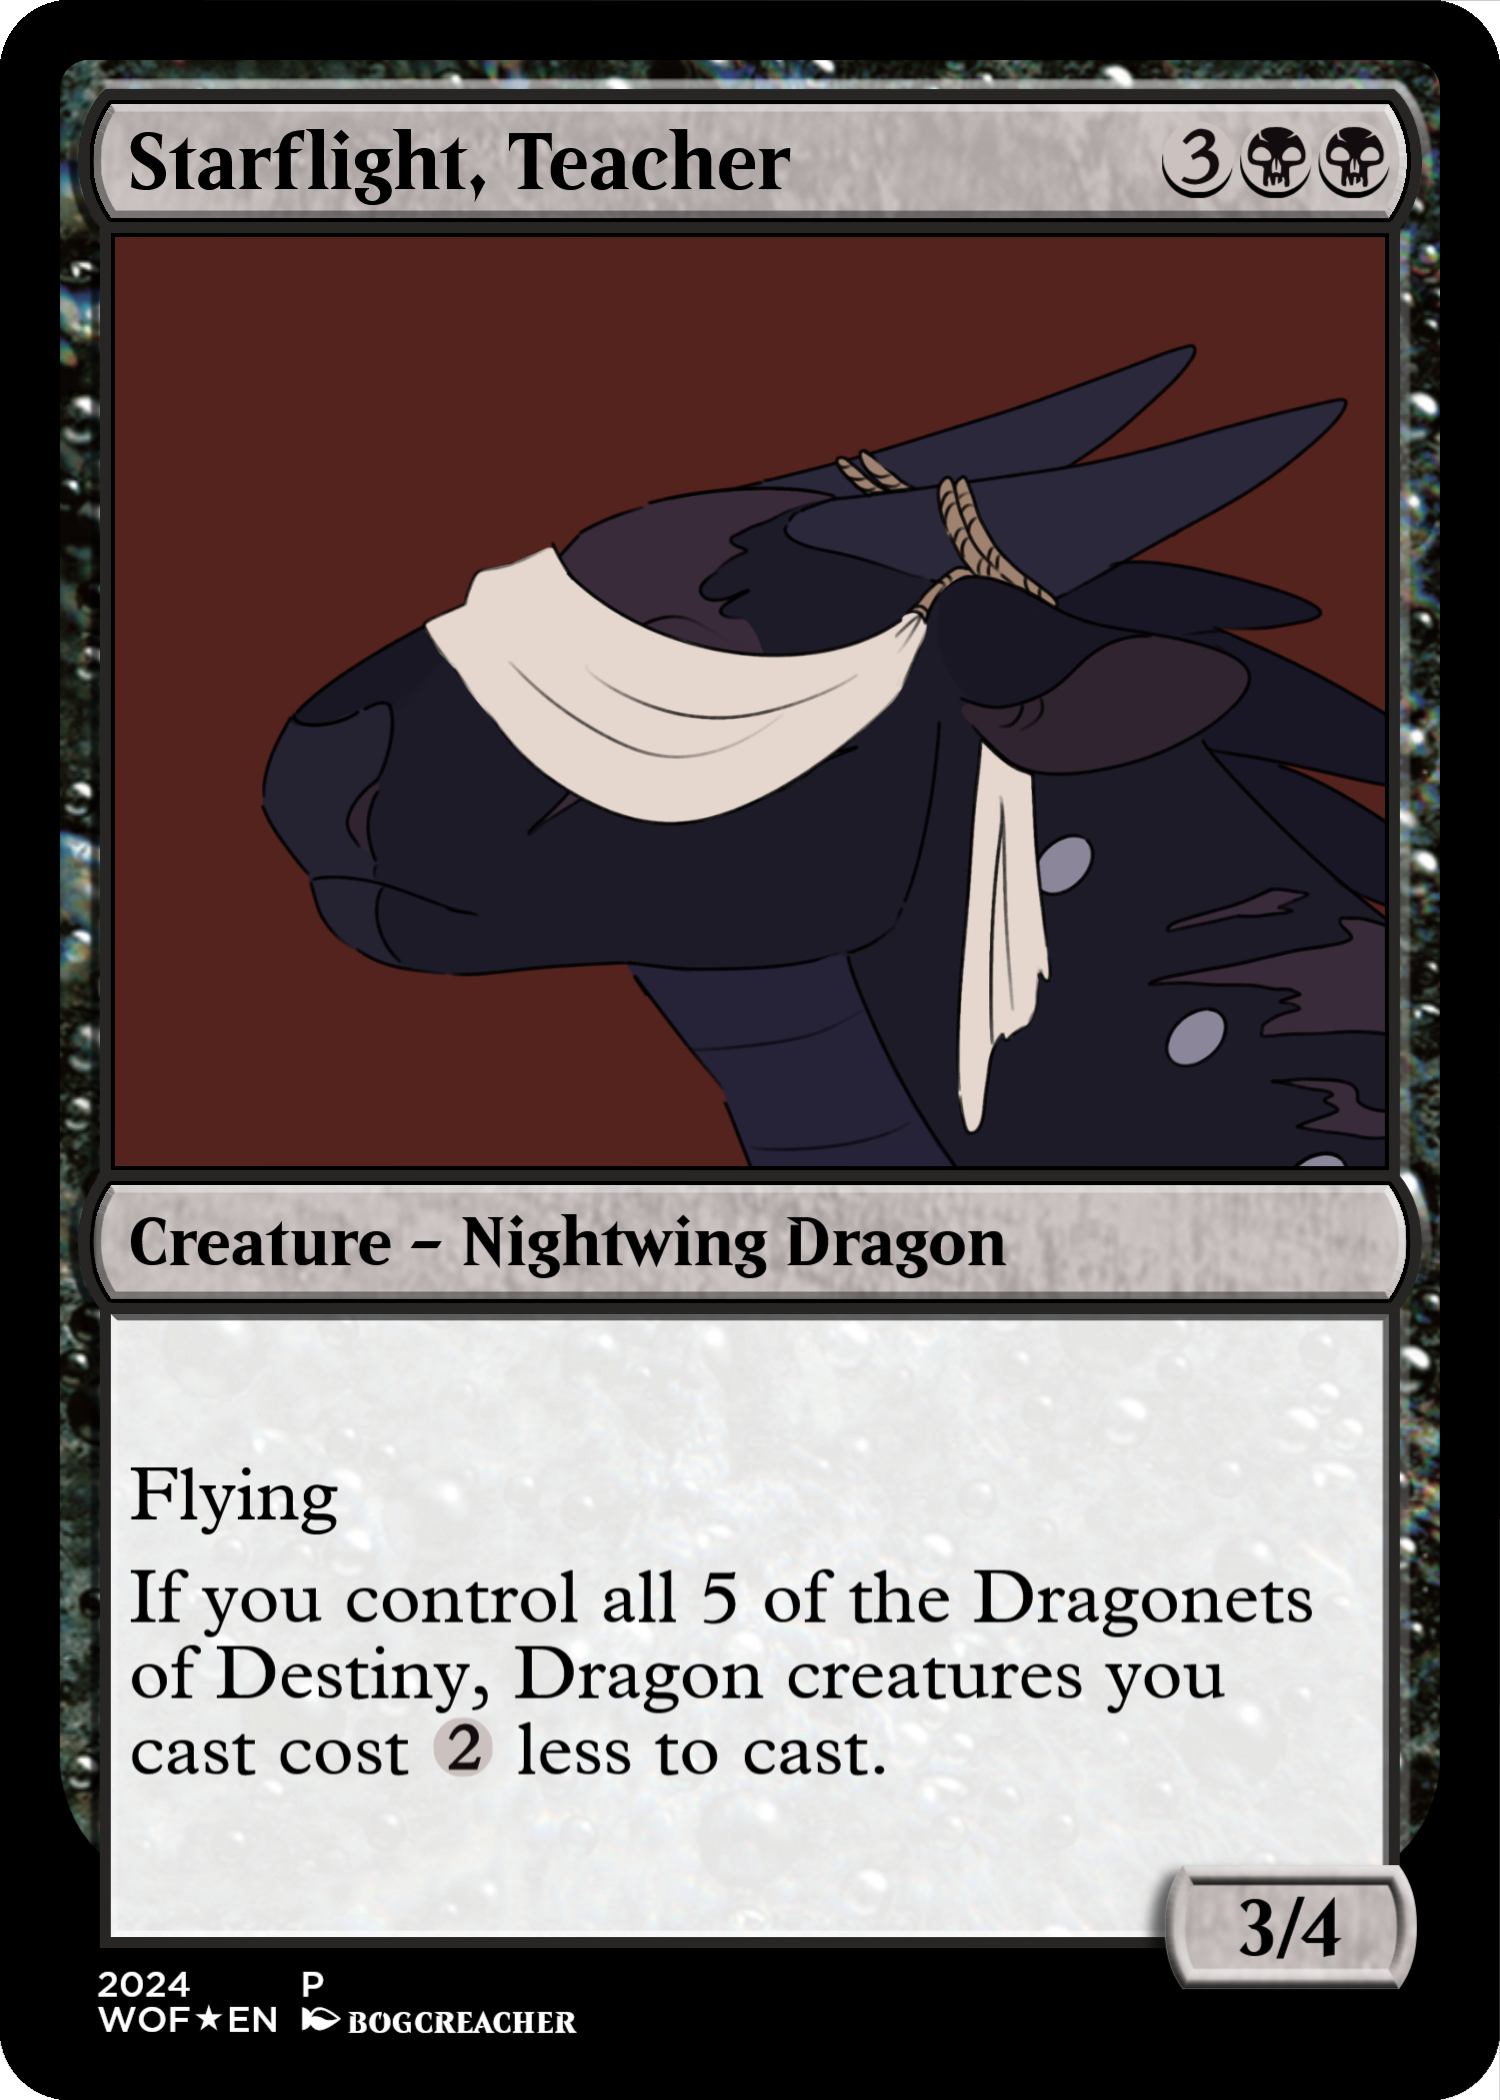 Starflight, Teacher 3
Creature – Nightwing Dragon
Flying
If you control all 5 of the Dragonets
of Destiny, Dragon creatures you
cast cost 2 less to cast.
3/4
2024 P
WOF★EN BOGCREACHER